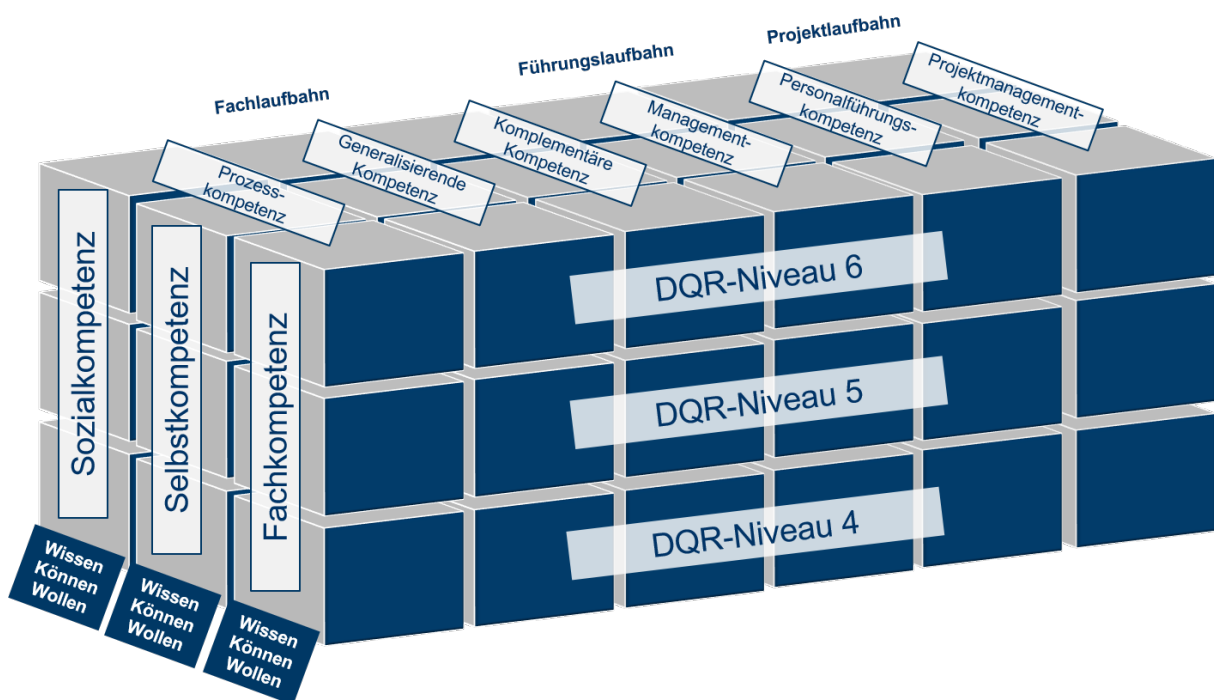 Fachlaufbahn
Führungslaufbahn
Projektlaufbahn
Prozess-
kompetenz
Generalisierende
Kompetenz
Komplementäre
Kompetenz
Management-
kompetenz
Personalführungs-
kompetenz
Projektmanagement-
kompetenz
Sozialkompetenz
Selbstkompetenz
Fachkompetenz
DQR-Niveau 6
DQR-Niveau 5
DQR-Niveau 4
Wissen
Können
Wollen
Wissen
Können
Wollen
Wissen
Können
Wollen